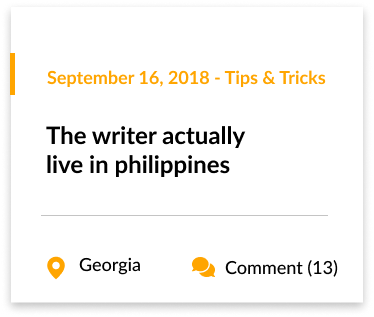 September 16, 2018 - Tips & Tricks
The writer actually
live in philippines
Georgia
Comment (13)